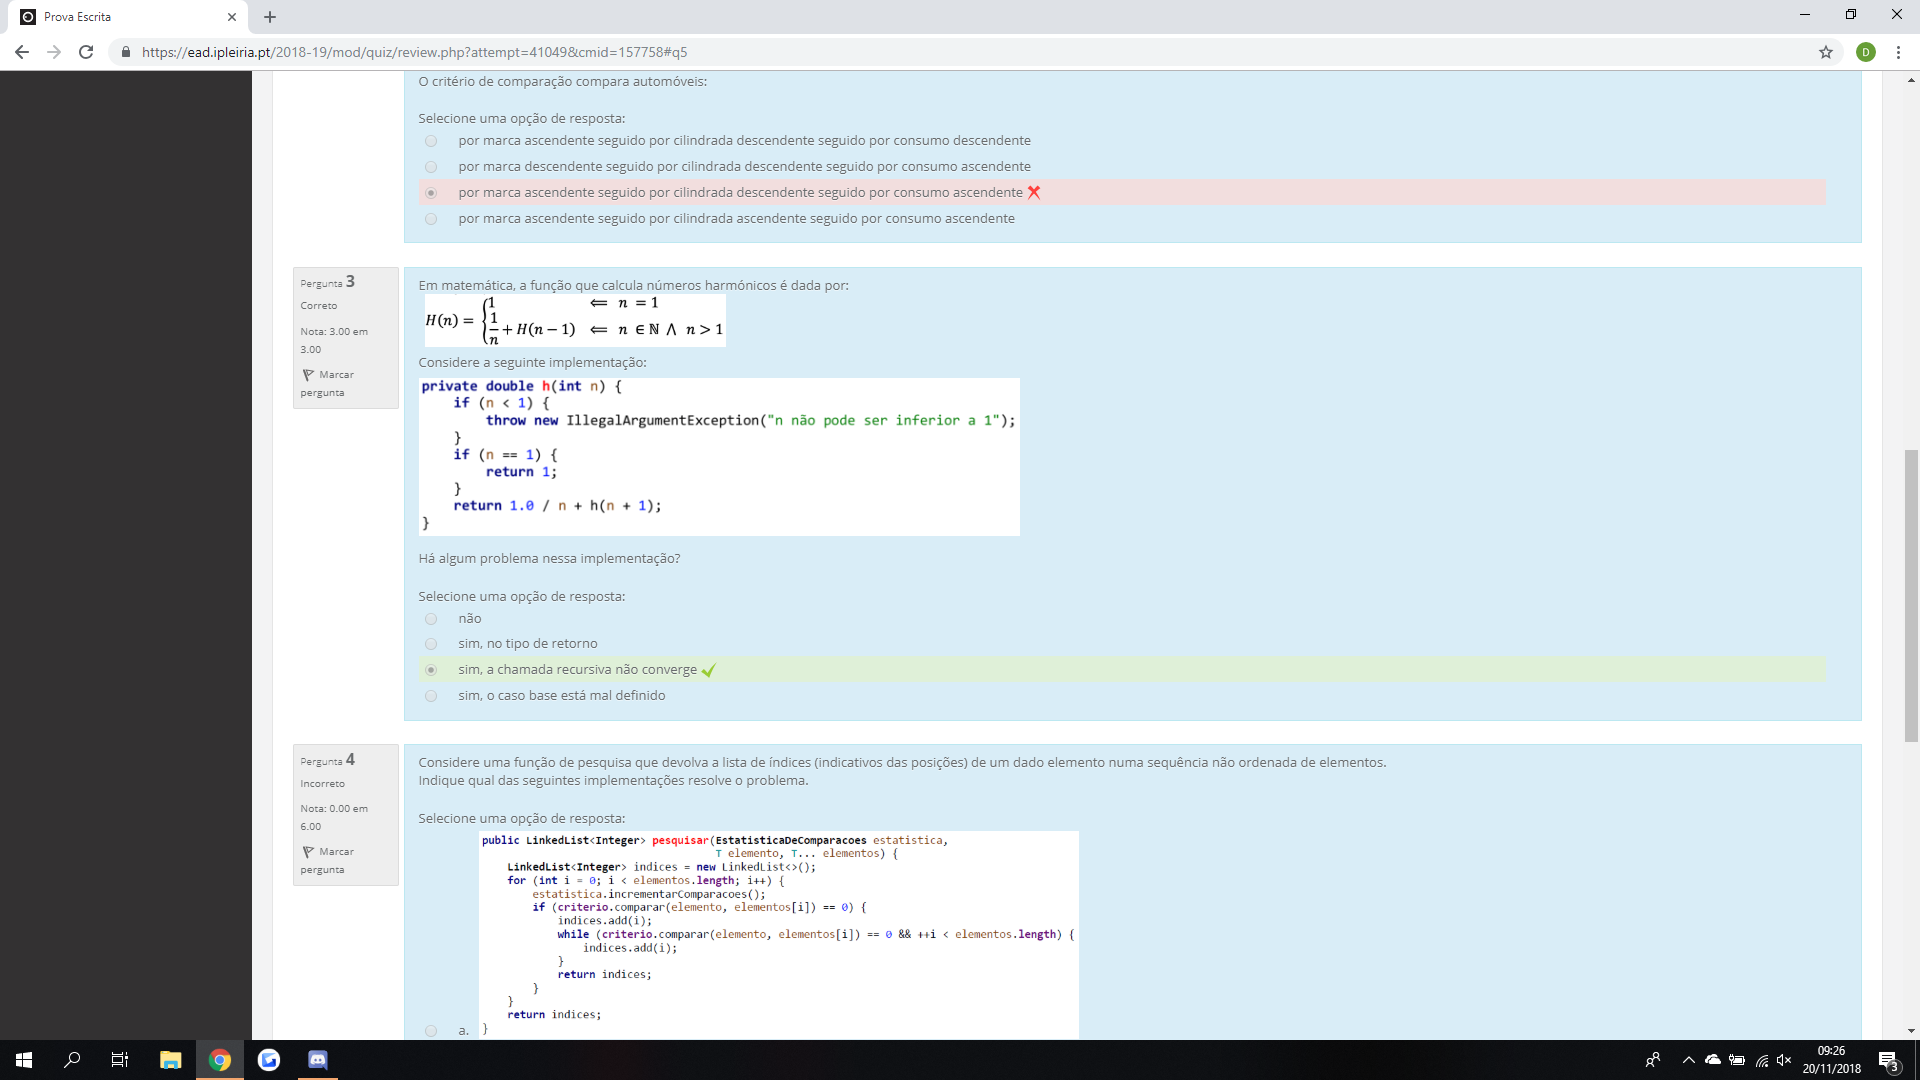 Prova Escrita
https://ead.ipleiria.pt/2018-19/mod/quiz/review.php?attempt=41049&cmid=157758#q5
D
O critério de comparação compara automóveis:
Selecione uma opção de resposta:
por marca ascendente seguido por cilindrada descendente seguido por consumo descendente
por marca descendente seguido por cilindrada descendente seguido por consumo ascendente
por marca ascendente seguido por cilindrada descendente seguido por consumo ascendente
por marca ascendente seguido por cilindrada ascendente seguido por consumo ascendente
Pergunta 3
Correto
Nota: 3.00 em
3.00
Marcar
pergunta
Em matemática, a função que calcula números harmónicos é dada por:
H(n) = { 1 ⇐ n = 1
1/n + H(n − 1) ⇐ n ∈ ℕ ∧ n > 1
Considere a seguinte implementação:
private double h(int n) {
if (n < 1) {
throw new IllegalArgumentException("n não pode ser inferior a 1");
}
if (n == 1) {
return 1;
}
return 1.0 / n + h(n + 1);
}
Há algum problema nessa implementação?
Selecione uma opção de resposta:
não
sim, no tipo de retorno
sim, a chamada recursiva não converge
sim, o caso base está mal definido
Pergunta 4
Incorreto
Nota: 0.00 em
6.00
Marcar
pergunta
Considere uma função de pesquisa que devolva a lista de índices (indicativos das posições) de um dado elemento numa sequência não ordenada de elementos.
Indique qual das seguintes implementações resolve o problema.
Selecione uma opção de resposta:
public LinkedList<Integer> pesquisar(EstatisticaDeComparacoes estatistica,
T elemento, T... elementos) {
LinkedList<Integer> indices = new LinkedList<>();
for (int i = 0; i < elementos.length; i++) {
estatistica.incrementarComparacoes();
if (criterio.comparar(elemento, elementos[i]) == 0) {
indices.add(i);
while (criterio.comparar(elemento, elementos[i]) == 0 && ++i < elementos.length) {
indices.add(i);
}
return indices;
}
}
return indices;
a. }
09:26
20/11/2018
3